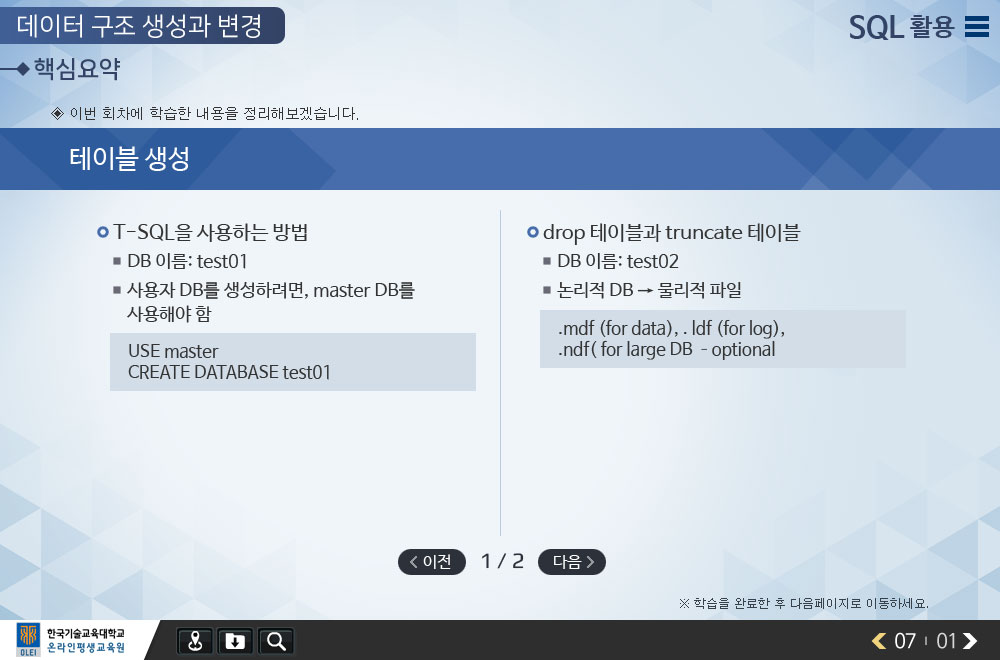 데이터 구조 생성과 변경
SQL 활용
핵심요약
◈ 이번 회차에 학습한 내용을 정리해보겠습니다.
테이블 생성
T-SQL을 사용하는 방법
■ DB 이름: test01
■ 사용자 DB를 생성하려면, master DB를
사용해야 함
USE master
CREATE DATABASE test01
drop 테이블과 truncate 테이블
■ DB 이름: test02
■ 논리적 DB → 물리적 파일
.mdf (for data), . ldf (for log),
.ndf( for large DB - optional
이전
1 / 2
다음
※ 학습을 완료한 후 다음페이지로 이동하세요.
OLEI
한국기술교육대학교
온라인평생교육원
07 | 01